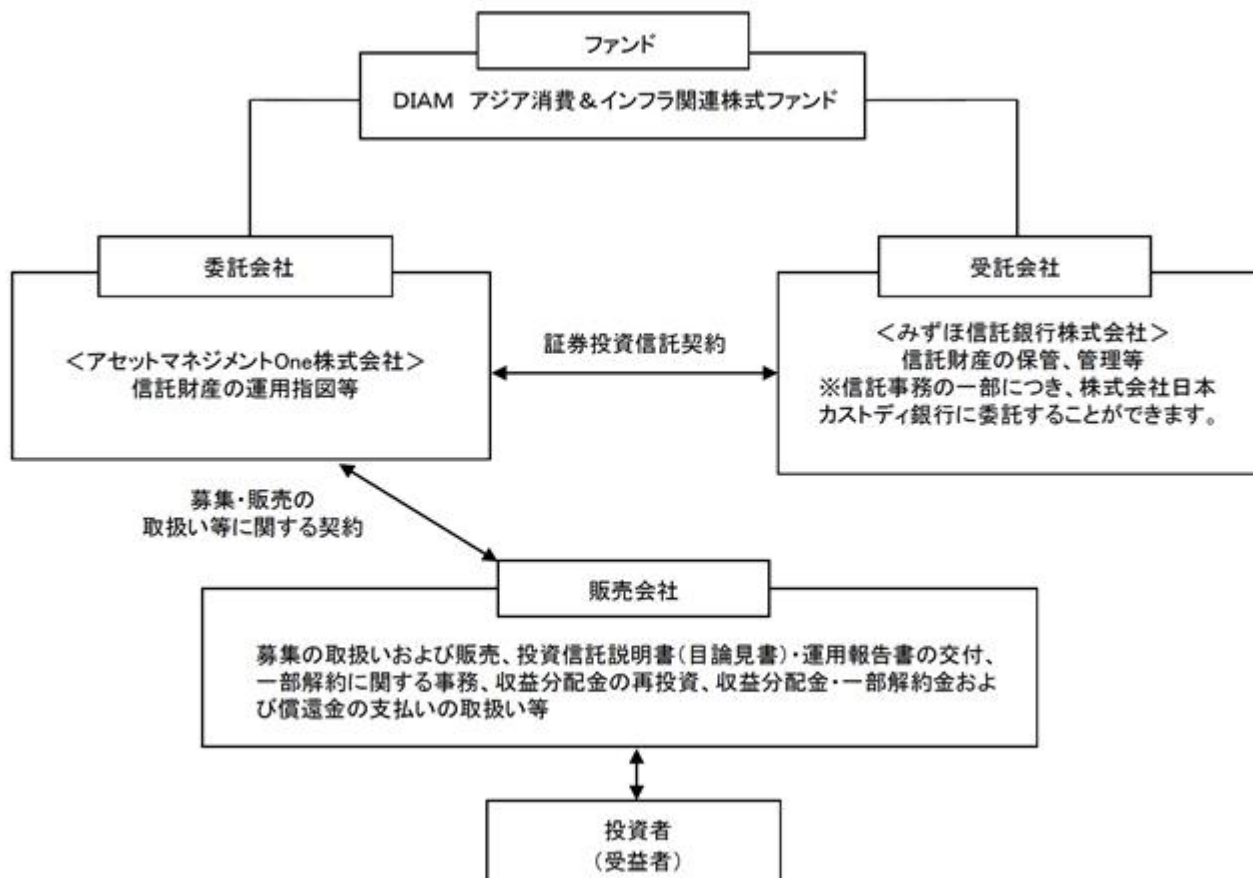 ファンド
DIAM アジア消費＆インフラ関連株式ファンド
委託会社
＜アセットマネジメントOne株式会社＞
信託財産の運用指図等
証券投資信託契約
受託会社
＜みずほ信託銀行株式会社＞
信託財産の保管、管理等
※信託事務の一部につき、株式会社日本
カストディ銀行に委託することができます。
募集・販売の
取扱い等に関する契約
販売会社
募集の取扱いおよび販売、投資信託説明書（目論見書）・運用報告書の交付、
一部解約に関する事務、収益分配金の再投資、収益分配金・一部解約金およ
び償還金の支払いの取扱い等
投資者
（受益者）